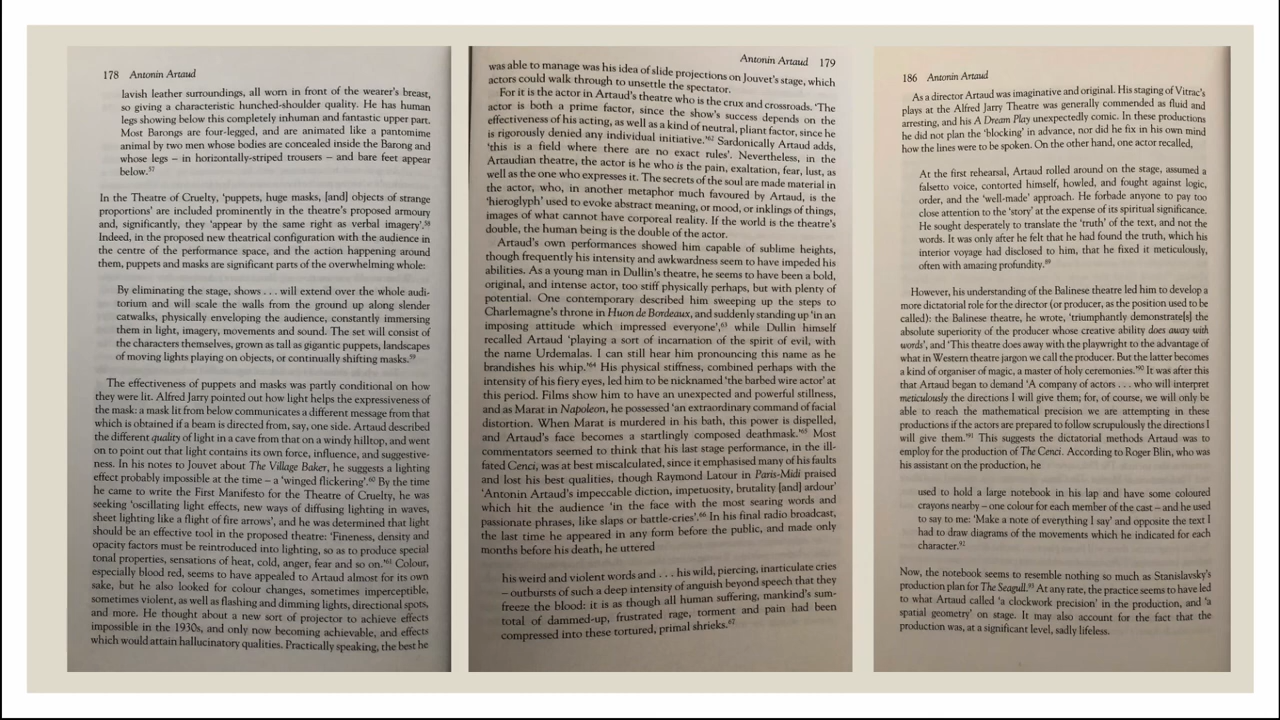 178 Antonin Artaud
lavish leather surroundings, all worn in front of the wearer's breast,
so giving a characteristic hunched-shoulder quality. He has human
legs showing below this completely inhuman and fantastic upper part.
Most Barongs are four-legged, and are animated like a pantomime
animal by two men whose bodies are concealed inside the Barong and
whose legs – in horizontally-striped trousers – and bare feet appear
below.57
In the Theatre of Cruelty, 'puppets, huge masks, [and] objects of strange
proportions' are included prominently in the theatre's proposed armoury
and, significantly, they 'appear by the same right as verbal imagery'.58
Indeed, in the proposed new theatrical configuration with the audience in
the centre of the performance space, and the action happening around
them, puppets and masks are significant parts of the overwhelming whole:
By eliminating the stage, shows . . . will extend over the whole audi-
torium and will scale the walls from the ground up along slender
catwalks, physically enveloping the audience, constantly immersing
them in light, imagery, movements and sound. The set will consist of
the characters themselves, grown as tall as gigantic puppets, landscapes
of moving lights playing on objects, or continually shifting masks.59
The effectiveness of puppets and masks was partly conditional on how
they were lit. Alfred Jarry pointed out how light helps the expressiveness of
the mask: a mask lit from below communicates a different message from that
which is obtained if a beam is directed from, say, one side. Artaud described
the different quality of light in a cave from that on a windy hilltop, and went
on to point out that light contains its own force, influence, and suggestive-
ness. In his notes to Jouvet about The Village Baker, he suggests a lighting
effect probably impossible at the time – a 'winged flickering'.60 By the time
he came to write the First Manifesto for the Theatre of Cruelty, he was
seeking 'oscillating light effects, new ways of diffusing lighting in waves,
sheet lighting like a flight of fire arrows', and he was determined that light
should be an effective tool in the proposed theatre: 'Fineness, density and
opacity factors must be reintroduced into lighting, so as to produce special
tonal properties, sensations of heat, cold, anger, fear and so on.'61 Colour,
especially blood red, seems to have appealed to Artaud almost for its own
sake, but he also looked for colour changes, sometimes imperceptible,
sometimes violent, as well as flashing and dimming lights, directional spots,
and more. He thought about a new sort of projector to achieve effects
impossible in the 1930s, and only now becoming achievable, and effects
which would attain hallucinatory qualities. Practically speaking, the best he
Antonin Artaud 179
was able to manage was his idea of slide projections on Jouvet's stage, which
actors could walk through to unsettle the spectator.
For it is the actor in Artaud's theatre who is the crux and crossroads. 'The
actor is both a prime factor, since the show's success depends on the
effectiveness of his acting, as well as a kind of neutral, pliant factor, since he
is rigorously denied any individual initiative.'62 Sardonically Artaud adds,
'this is a field where there are no exact rules'. Nevertheless, in the
Artaudian theatre, the actor is he who is the pain, exaltation, fear, lust, as
well as the one who expresses it. The secrets of the soul are made material in
the actor, who, in another metaphor much favoured by Artaud, is the
'hieroglyph' used to evoke abstract meaning, or mood, or inklings of things,
images of what cannot have corporeal reality. If the world is the theatre's
double, the human being is the double of the actor.
Artaud's own performances showed him capable of sublime heights,
though frequently his intensity and awkwardness seem to have impeded his
abilities. As a young man in Dullin's theatre, he seems to have been a bold,
original, and intense actor, too stiff physically perhaps, but with plenty of
potential. One contemporary described him sweeping up the steps to
Charlemagne's throne in Huon de Bordeaux, and suddenly standing up 'in an
imposing attitude which impressed everyone',63 while Dullin himself
recalled Artaud 'playing a sort of incarnation of the spirit of evil, with
the name Urdemalas. I can still hear him pronouncing this name as he
brandishes his whip.'64 His physical stiffness, combined perhaps with the
intensity of his fiery eyes, led him to be nicknamed 'the barbed wire actor' at
this period. Films show him to have an unexpected and powerful stillness,
and as Marat in Napoleon, he possessed 'an extraordinary command of facial
distortion. When Marat is murdered in his bath, this power is dispelled,
and Artaud's face becomes a startlingly composed deathmask.'65 Most
commentators seemed to think that his last stage performance, in the ill-
fated Cenci, was at best miscalculated, since it emphasised many of his faults
and lost his best qualities, though Raymond Latour in Paris-Midi praised
'Antonin Artaud's impeccable diction, impetuosity, brutality [and] ardour'
which hit the audience 'in the face with the most searing words and
passionate phrases, like slaps or battle-cries'.66 In his final radio broadcast,
the last time he appeared in any form before the public, and made only
months before his death, he uttered
his weird and violent words and . . . his wild, piercing, inarticulate cries
– outbursts of such a deep intensity of anguish beyond speech that they
freeze the blood: it is as though all human suffering, mankind's sum-
total of dammed-up, frustrated rage, torment and pain had been
compressed into these tortured, primal shrieks.67
186 Antonin Artaud
As a director Artaud was imaginative and original. His staging of Vitrac's
plays at the Alfred Jarry Theatre was generally commended as fluid and
arresting, and his A Dream Play unexpectedly comic. In these productions
he did not plan the 'blocking' in advance, nor did he fix in his own mind
how the lines were to be spoken. On the other hand, one actor recalled,
At the first rehearsal, Artaud rolled around on the stage, assumed a
falsetto voice, contorted himself, howled, and fought against logic,
order, and the 'well-made' approach. He forbade anyone to pay too
close attention to the 'story' at the expense of its spiritual significance.
He sought desperately to translate the 'truth' of the text, and not the
words. It was only after he felt that he had found the truth, which his
interior voyage had disclosed to him, that he fixed it meticulously,
often with amazing profundity.89
However, his understanding of the Balinese theatre led him to develop a
more dictatorial role for the director (or producer, as the position used to be
called): the Balinese theatre, he wrote, 'triumphantly demonstrate[s] the
absolute superiority of the producer whose creative ability does away with
words', and 'This theatre does away with the playwright to the advantage of
what in Western theatre jargon we call the producer. But the latter becomes
a kind of organiser of magic, a master of holy ceremonies.'90 It was after this
that Artaud began to demand 'A company of actors . . . who will interpret
meticulously the directions I will give them; for, of course, we will only be
able to reach the mathematical precision we are attempting in these
productions if the actors are prepared to follow scrupulously the directions I
will give them.'91 This suggests the dictatorial methods Artaud was to
employ for the production of The Cenci. According to Roger Blin, who was
his assistant on the production, he
used to hold a large notebook in his lap and have some coloured
crayons nearby – one colour for each member of the cast – and he used
to say to me: 'Make a note of everything I say' and opposite the text I
had to draw diagrams of the movements which he indicated for each
character.92
Now, the notebook seems to resemble nothing so much as Stanislavsky's
production plan for The Seagull.93 At any rate, the practice seems to have led
to what Artaud called 'a clockwork precision' in the production, and 'a
spatial geometry' on stage. It may also account for the fact that the
production was, at a significant level, sadly lifeless.